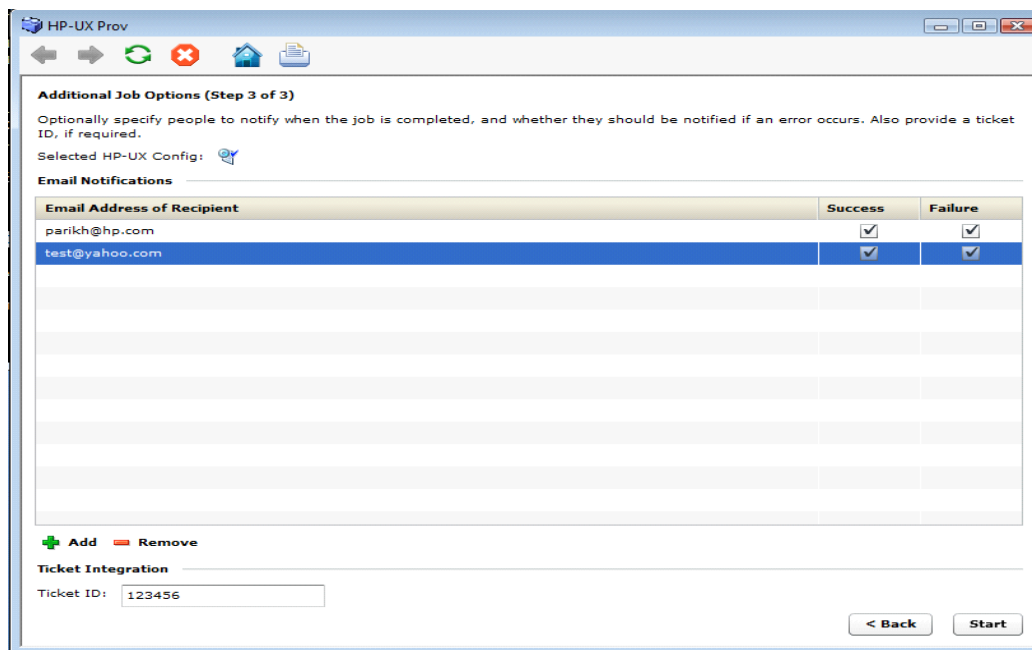 HP-UX Prov
Additional Job Options (Step 3 of 3)
Optionally specify people to notify when the job is completed, and whether they should be notified if an error occurs. Also provide a ticket
ID, if required.
Selected HP-UX Config:
Email Notifications
Email Address of Recipient Success Failure
parikh@hp.com
test@yahoo.com
Add Remove
Ticket Integration
Ticket ID: 123456
< Back Start